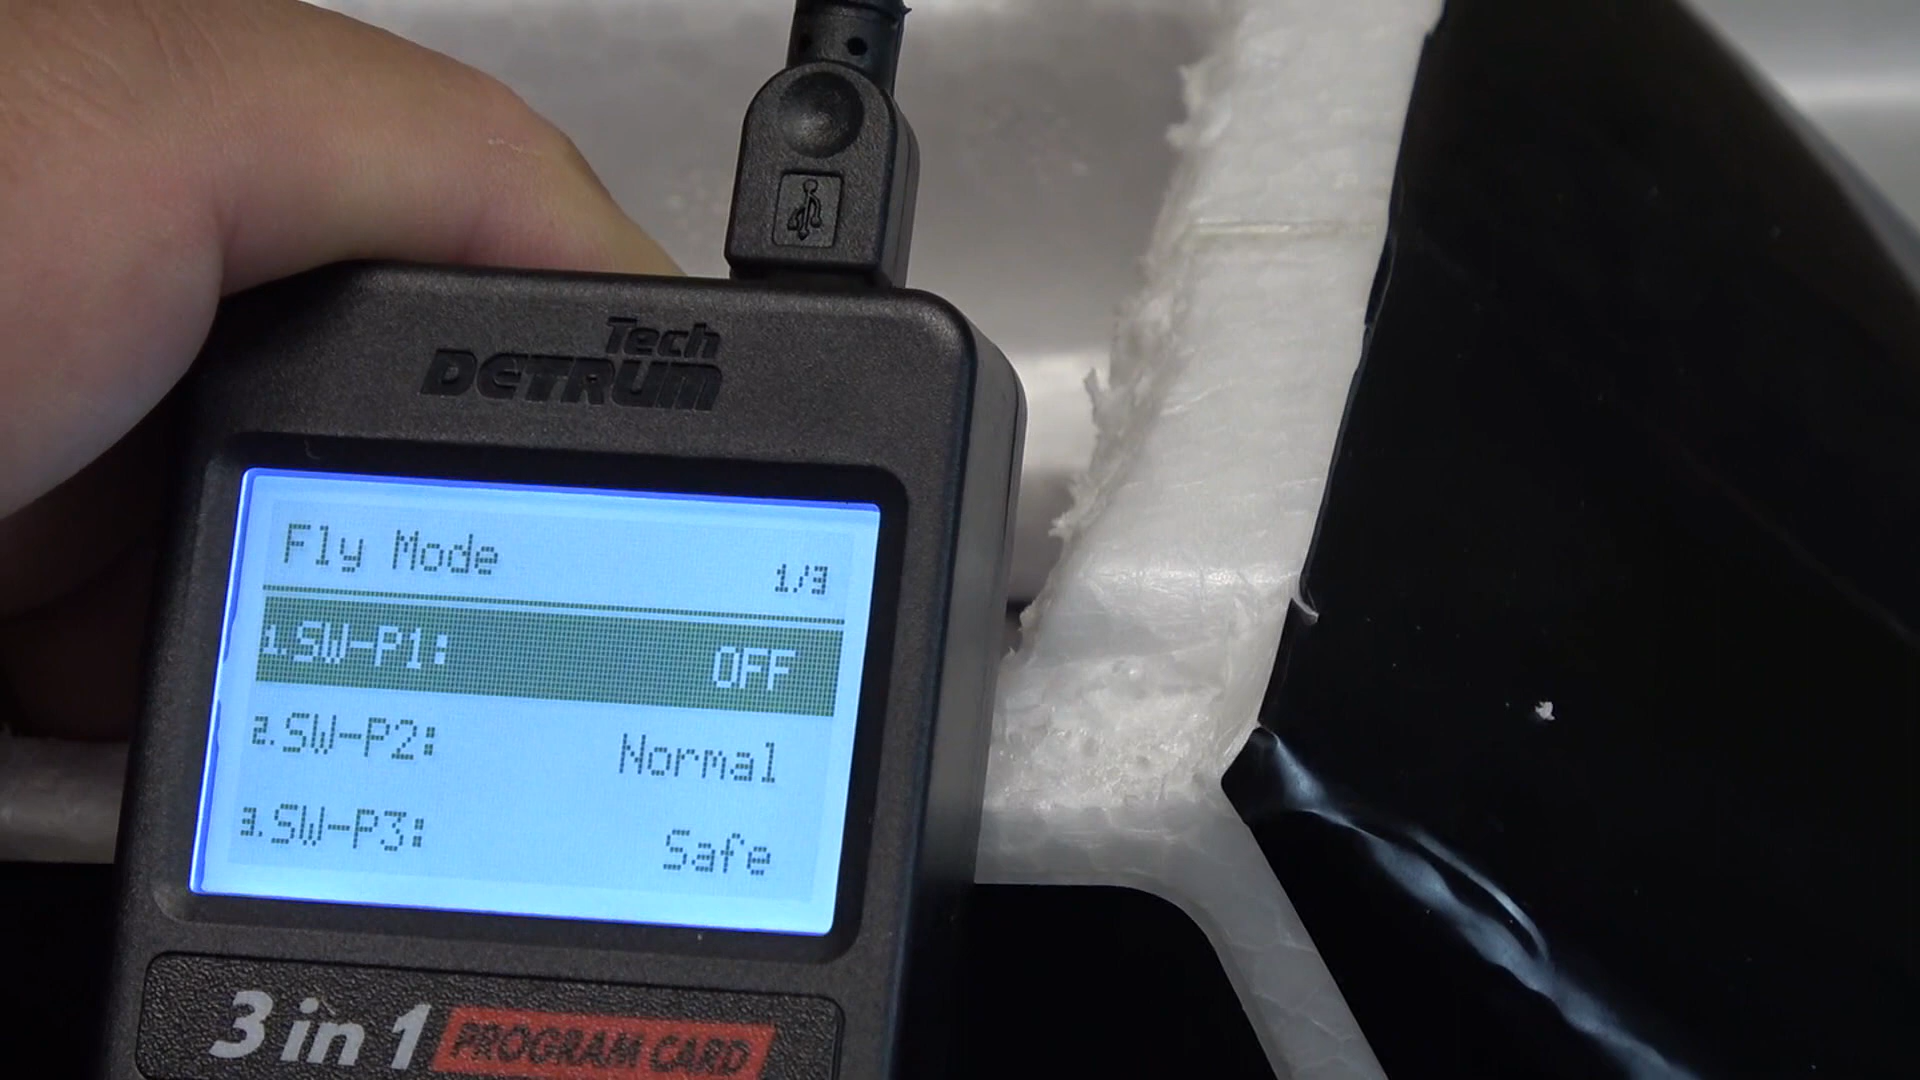 Tech
DETRUM
Fly Mode 1/3
1.SW-P1: OFF
2.SW-P2: Normal
3.SW-P3: Safe
3 in 1 PROGRAM CARD